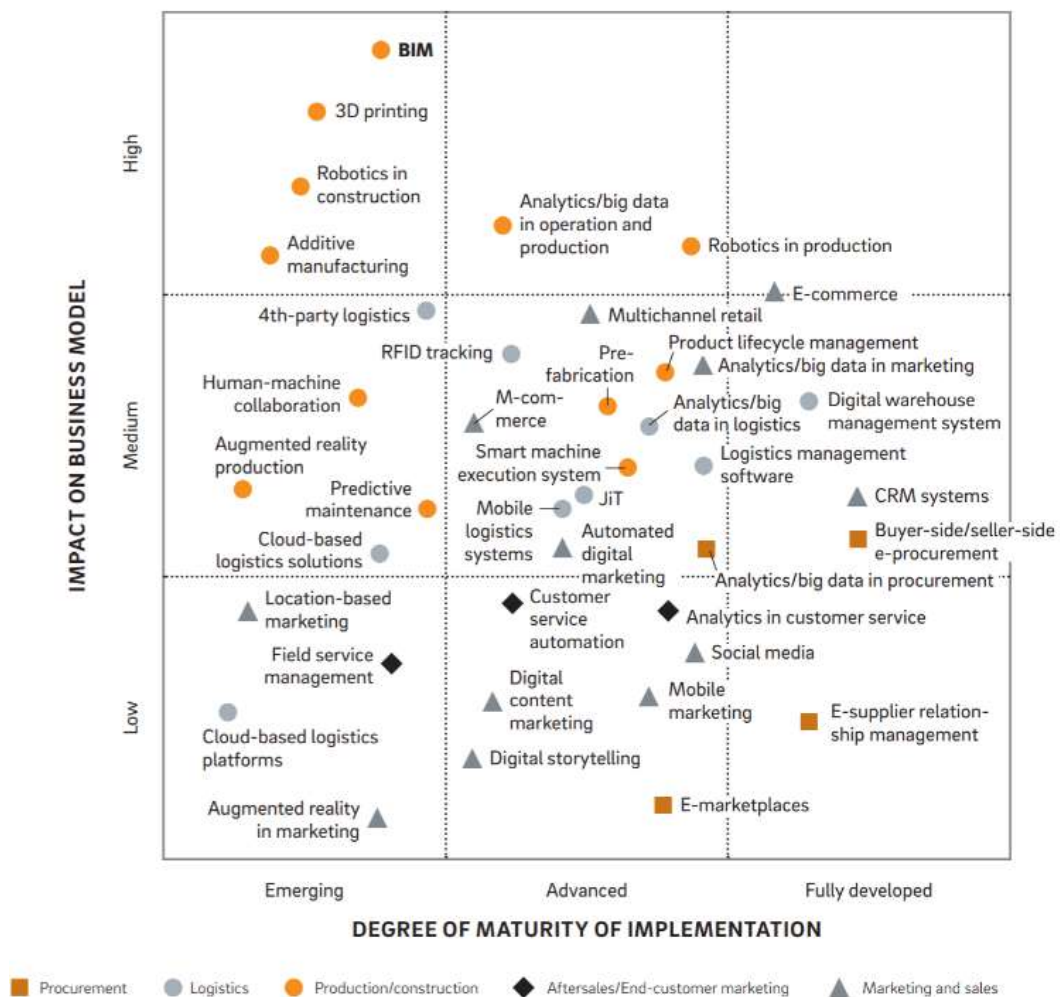 BIM
3D printing
Robotics in
construction
Additive
manufacturing
Analytics/big data
in operation and
production
Robotics in production
E-commerce
4th-party logistics
Multichannel retail
RFID tracking
Product lifecycle management
Pre-
fabrication
Analytics/big data in marketing
Human-machine
collaboration
M-com-
merce
Analytics/big
data in logistics
Digital warehouse
management system
Augmented reality
production
Smart machine
execution system
Logistics management
software
Predictive
maintenance
Mobile
logistics
systems
JiT
CRM systems
Cloud-based
logistics solutions
Automated
digital
marketing
Buyer-side/seller-side
e-procurement
Analytics/big data in procurement
Location-based
marketing
Customer
service
automation
Analytics in customer service
Field service
management
Social media
Digital
content
marketing
Mobile
marketing
E-supplier relation-
ship management
Cloud-based logistics
platforms
Digital storytelling
Augmented reality
in marketing
E-marketplaces
High
Medium
Low
IMPACT ON BUSINESS MODEL
Emerging
Advanced
Fully developed
DEGREE OF MATURITY OF IMPLEMENTATION
Procurement
Logistics
Production/construction
Aftersales/End-customer marketing
Marketing and sales